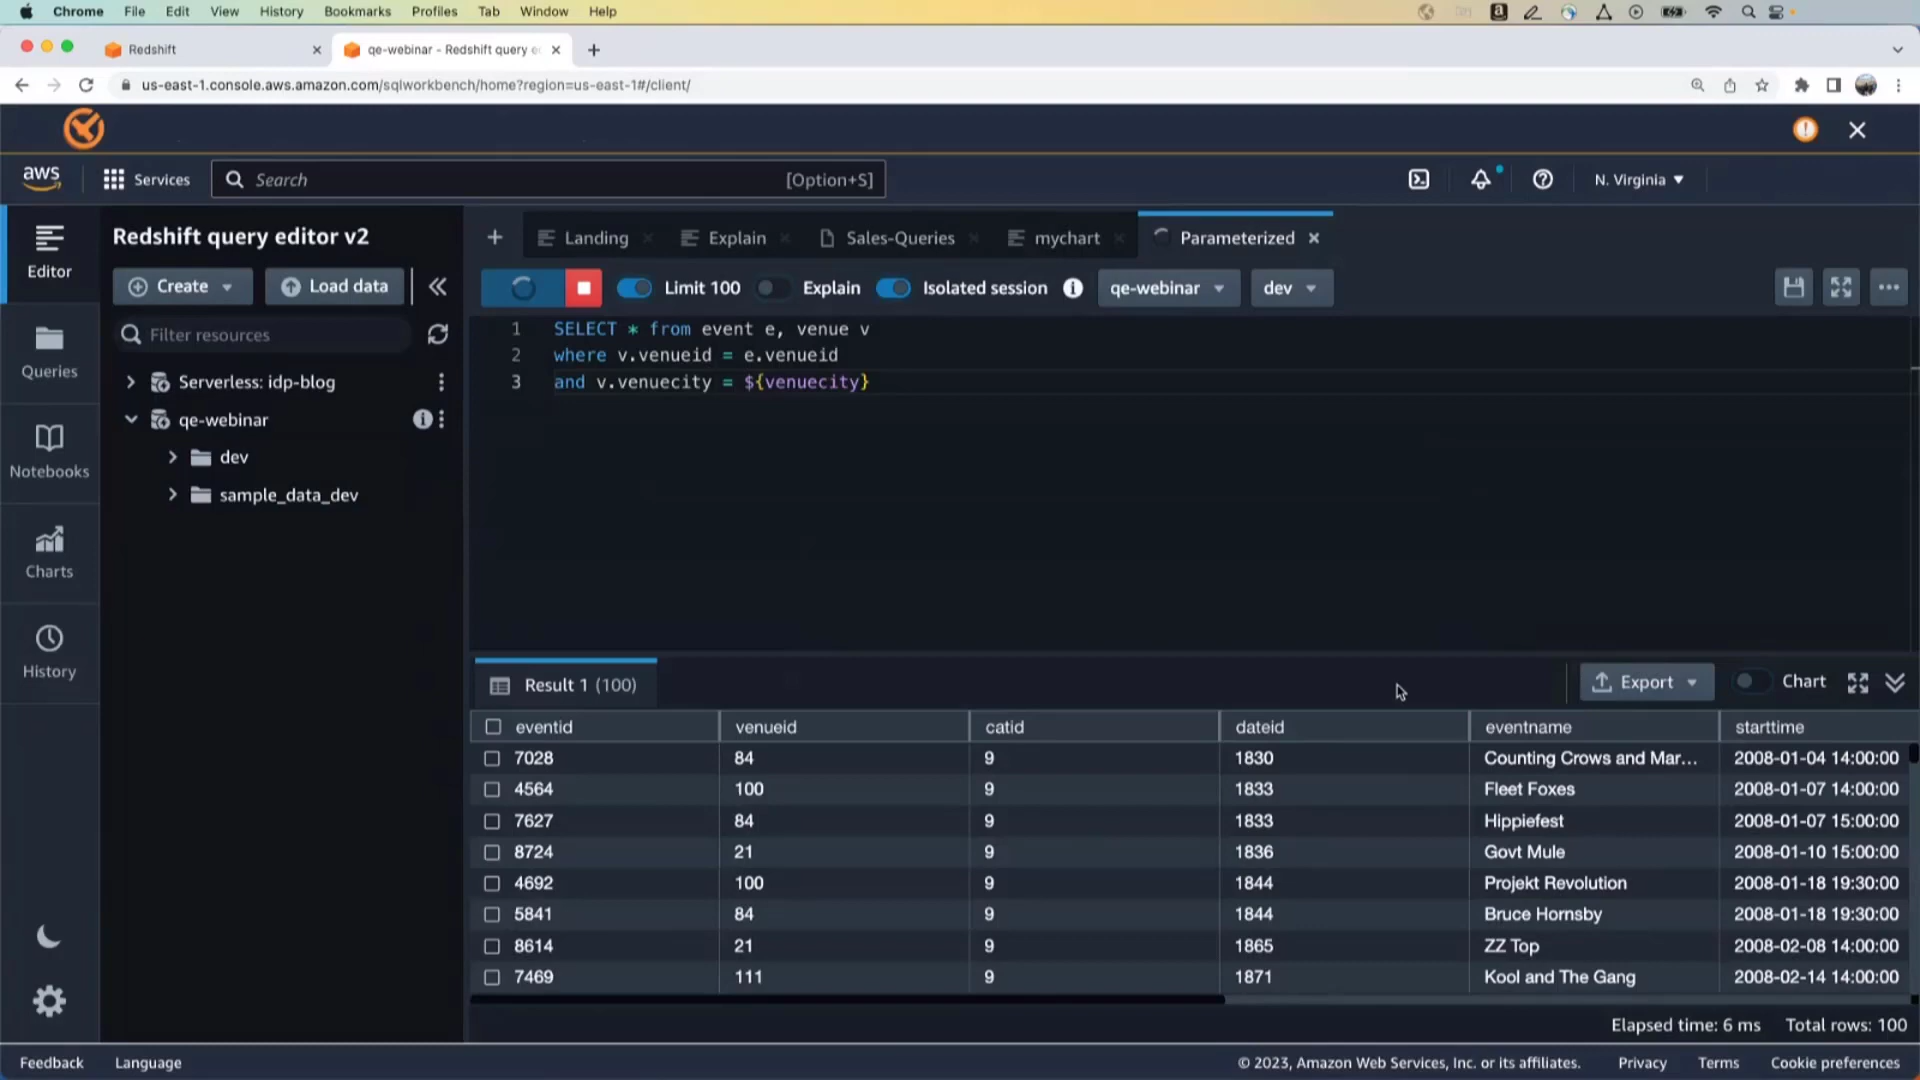 Chrome File Edit View History Bookmarks Profiles Tab Window Help
Redshift
qe-webinar - Redshift query e
us-east-1.console.aws.amazon.com/sqlworkbench/home?region=us-east-1#/client/
aws Services Search [Option+S] N. Virginia
Editor
Queries
Notebooks
Charts
History
Redshift query editor v2
Create Load data
Filter resources
Serverless: idp-blog
qe-webinar
dev
sample_data_dev
Landing Explain Sales-Queries mychart Parameterized
Limit 100 Explain Isolated session qe-webinar dev
1 SELECT * from event e, venue v
2 where v.venueid = e.venueid
3 and v.venuecity = ${venuecity}
Result 1 (100) Export Chart
eventid venueid catid dateid eventname starttime
7028 84 9 1830 Counting Crows and Mar... 2008-01-04 14:00:00
4564 100 9 1833 Fleet Foxes 2008-01-07 14:00:00
7627 84 9 1833 Hippiefest 2008-01-07 15:00:00
8724 21 9 1836 Govt Mule 2008-01-10 15:00:00
4692 100 9 1844 Projekt Revolution 2008-01-18 19:30:00
5841 84 9 1844 Bruce Hornsby 2008-01-18 19:30:00
8614 21 9 1865 ZZ Top 2008-02-08 14:00:00
7469 111 9 1871 Kool and The Gang 2008-02-14 14:00:00
Elapsed time: 6 ms Total rows: 100
Feedback Language © 2023, Amazon Web Services, Inc. or its affiliates. Privacy Terms Cookie preferences